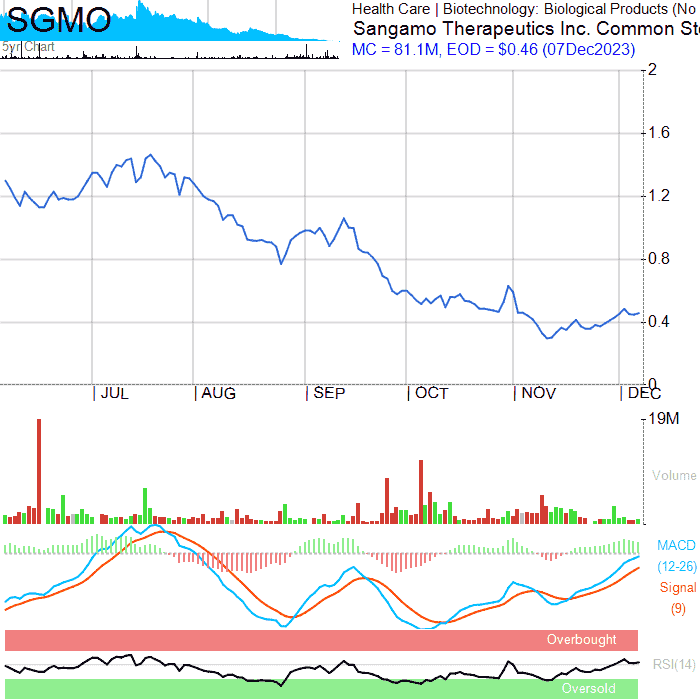 SGMO
5yr Chart
Health Care | Biotechnology: Biological Products (No
Sangamo Therapeutics Inc. Common Sto
MC = 81.1M, EOD = $0.46 (07Dec2023)
2
1.6
1.2
0.8
0.4
0
JUL AUG SEP OCT NOV DEC
19M
Volume
MACD
(12-26)
Signal
(9)
Overbought
RSI(14)
Oversold